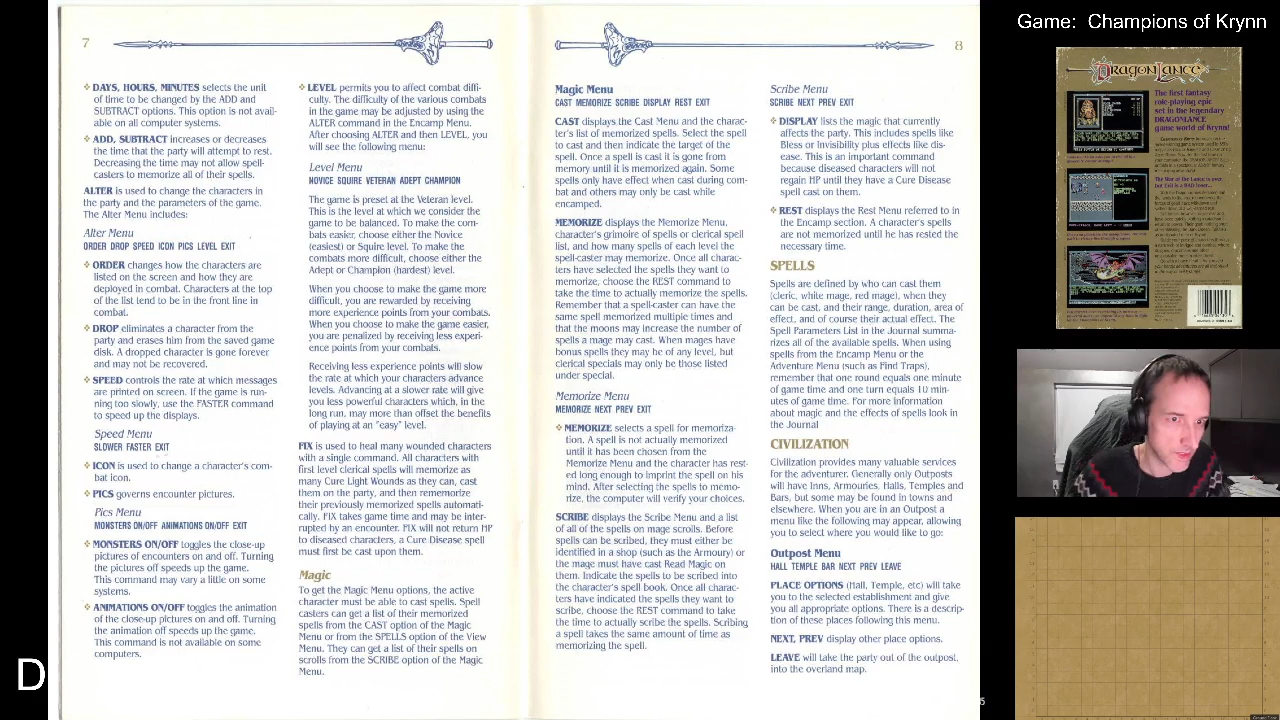 Game: Champions of Krynn
7
❖ DAYS, HOURS, MINUTES selects the unit
of time to be changed by the ADD and
SUBTRACT options. This option is not avail-
able on all computer systems.
❖ ADD, SUBTRACT increases or decreases
the time that the party will attempt to rest.
Decreasing the time may not allow spell-
casters to memorize all of their spells.
ALTER is used to change the characters in
the party and the parameters of the game.
The Alter Menu includes:
Alter Menu
ORDER DROP SPEED ICON PICS LEVEL EXIT
❖ ORDER changes how the characters are
listed on the screen and how they are
deployed in combat. Characters at the top
of the list tend to be in the front line in
combat.
❖ DROP eliminates a character from the
party and erases him from the saved game
disk. A dropped character is gone forever
and may not be recovered.
❖ SPEED controls the rate at which messages
are printed on screen. If the game is run-
ning too slowly, use the FASTER command
to speed up the displays.
Speed Menu
SLOWER FASTER EXIT
❖ ICON is used to change a character's com-
bat icon.
❖ PICS governs encounter pictures.
Pics Menu
MONSTERS ON/OFF ANIMATIONS ON/OFF EXIT
❖ MONSTERS ON/OFF toggles the close-up
pictures of encounters on and off. Turning
the pictures off speeds up the game.
This command may vary a little on some
systems.
❖ ANIMATIONS ON/OFF toggles the animation
of the close-up pictures on and off. Turning
the animation off speeds up the game.
This command is not available on some
computers.
❖ LEVEL permits you to affect combat diffi-
culty. The difficulty of the various combats
in the game may be adjusted by using the
ALTER command in the Encamp Menu.
After choosing ALTER and then LEVEL, you
will see the following menu:
Level Menu
NOVICE SQUIRE VETERAN ADEPT CHAMPION
The game is preset at the Veteran level.
This is the level at which we consider the
game to be balanced. To make the com-
bats easier, choose either the Novice
(easiest) or Squire level. To make the
combats more difficult, choose either the
Adept or Champion (hardest) level.
When you choose to make the game more
difficult, you are rewarded by receiving
more experience points from your combats.
When you choose to make the game easier,
you are penalized by receiving less experi-
ence points from your combats.
Receiving less experience points will slow
the rate at which your characters advance
levels. Advancing at a slower rate will give
you less powerful characters which, in the
long run, may more than offset the benefits
of playing at an "easy" level.
FIX is used to heal many wounded characters
with a single command. All characters with
first level clerical spells will memorize as
many Cure Light Wounds as they can, cast
them on the party, and then rememorize
their previously memorized spells automati-
cally. FIX takes game time and may be inter-
rupted by an encounter. FIX will not return HP
to diseased characters, a Cure Disease spell
must first be cast upon them.
Magic
To get the Magic Menu options, the active
character must be able to cast spells. Spell
casters can get a list of their memorized
spells from the CAST option of the Magic
Menu or from the SPELLS option of the View
Menu. They can get a list of their spells on
scrolls from the SCRIBE option of the Magic
Menu.
8
Magic Menu
CAST MEMORIZE SCRIBE DISPLAY REST EXIT
CAST displays the Cast Menu and the charac-
ter's list of memorized spells. Select the spell
to cast and then indicate the target of the
spell. Once a spell is cast it is gone from
memory until it is memorized again. Some
spells only have effect when cast during com-
bat and others may only be cast while
encamped.
MEMORIZE displays the Memorize Menu,
character's grimoire of spells or clerical spell
list, and how many spells of each level the
spell-caster may memorize. Once all charac-
ters have selected the spells they want to
memorize, choose the REST command to
take the time to actually memorize the spells.
Remember that a spell-caster can have the
same spell memorized multiple times and
that the moons may increase the number of
spells a mage may cast. When mages have
bonus spells they may be of any level, but
clerical specials may only be those listed
under special.
Memorize Menu
MEMORIZE NEXT PREV EXIT
❖ MEMORIZE selects a spell for memoriza-
tion. A spell is not actually memorized
until it has been chosen from the
Memorize Menu and the character has rest-
ed long enough to imprint the spell on his
mind. After selecting the spells to memo-
rize, the computer will verify your choices.
SCRIBE displays the Scribe Menu and a list
of all of the spells on mage scrolls. Before
spells can be scribed, they must either be
identified in a shop (such as the Armoury) or
the mage must have cast Read Magic on
them. Indicate the spells to be scribed into
the character's spell book. Once all charac-
ters have indicated the spells they want to
scribe, choose the REST command to take
the time to actually scribe the spells. Scribing
a spell takes the same amount of time as
memorizing the spell.
Scribe Menu
SCRIBE NEXT PREV EXIT
❖ DISPLAY lists the magic that currently
affects the party. This includes spells like
Bless or Invisibility plus effects like dis-
ease. This is an important command
because diseased characters will not
regain HP until they have a Cure Disease
spell cast on them.
❖ REST displays the Rest Menu referred to in
the Encamp section. A character's spells
are not memorized until he has rested the
necessary time.
SPELLS
Spells are defined by who can cast them
(cleric, white mage, red mage), when they
can be cast, and their range, duration, area of
effect, and of course their actual effect. The
Spell Parameters List in the Journal summa-
rizes all of the available spells. When using
spells from the Encamp Menu or the
Adventure Menu (such as Find Traps),
remember that one round equals one minute
of game time and one turn equals 10 min-
utes of game time. For more information
about magic and the effects of spells look in
the Journal
CIVILIZATION
Civilization provides many valuable services
for the adventurer. Generally only Outposts
will have Inns, Armouries, Halls, Temples and
Bars, but some may be found in towns and
elsewhere. When you are in an Outpost a
menu like the following may appear, allowing
you to select where you would like to go:
Outpost Menu
HALL TEMPLE BAR NEXT PREV LEAVE
PLACE OPTIONS (Hall, Temple, etc) will take
you to the selected establishment and give
you all appropriate options. There is a descrip-
tion of these places following this menu.
NEXT, PREV display other place options.
LEAVE will take the party out of the outpost,
into the overland map.
DRAGONLANCE
The first fantasy
role-playing epic
set in the legendary
DRAGONLANCE
game world of Krynn!
The War of the Lance is over
but Evil is a BAD loser...
D